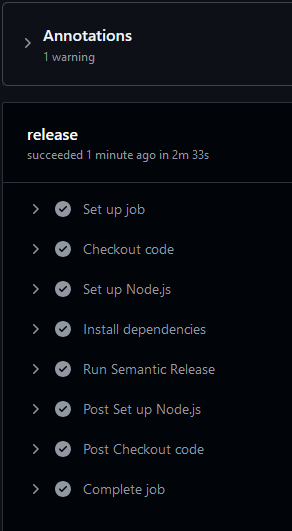 Annotations
1 warning
release
succeeded 1 minute ago in 2m 33s
Set up job
Checkout code
Set up Node.js
Install dependencies
Run Semantic Release
Post Set up Node.js
Post Checkout code
Complete job